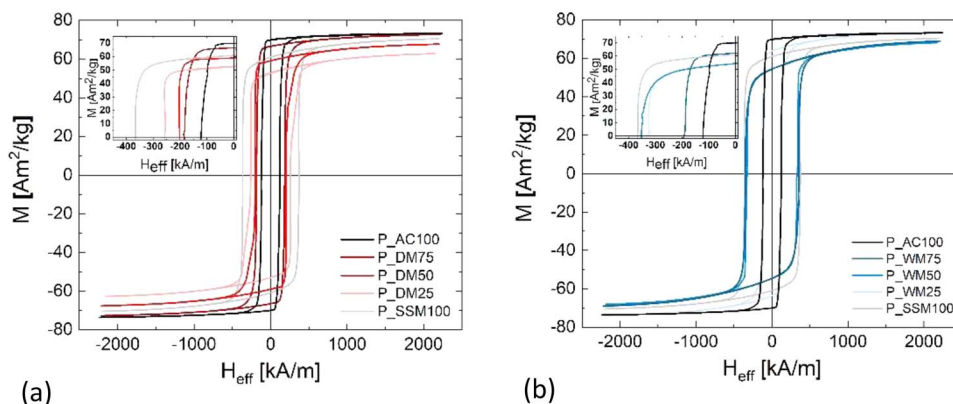 80
70
60
50
40
30
20
10
0
-400 -300 -200 -100 0
M [Am²/kg]
H_eff [kA/m]
60
40
20
0
-20
-40
-60
-80
-2000 -1000 0 1000 2000
M [Am²/kg]
H_eff [kA/m]
P_AC100
P_DM75
P_DM50
P_DM25
P_SSM100
(a)
80
70
60
50
40
30
20
10
0
-400 -300 -200 -100 0
M [Am²/kg]
H_eff [kA/m]
60
40
20
0
-20
-40
-60
-80
-2000 -1000 0 1000 2000
M [Am²/kg]
H_eff [kA/m]
P_AC100
P_WM75
P_WM50
P_WM25
P_SSM100
(b)